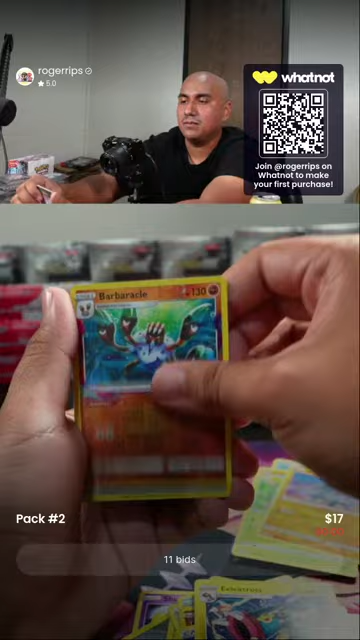 rogerrips
5.0
whatnot
Join @rogerrips on
Whatnot to make
your first purchase!
Barbaracle
130
Pack #2
$17
11 bids